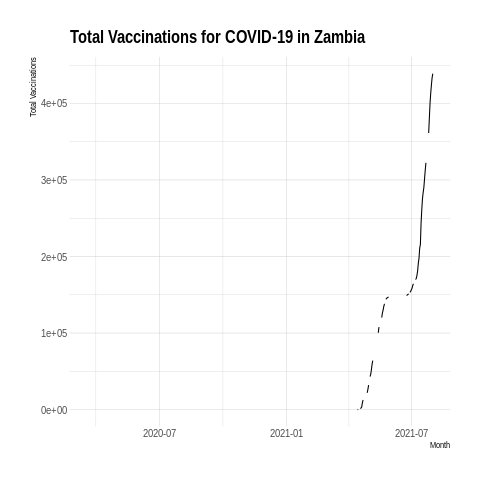 Total Vaccinations for COVID-19 in Zambia
Total Vaccinations
4e+05
3e+05
2e+05
1e+05
0e+00
2020-07 2021-01 2021-07
Month